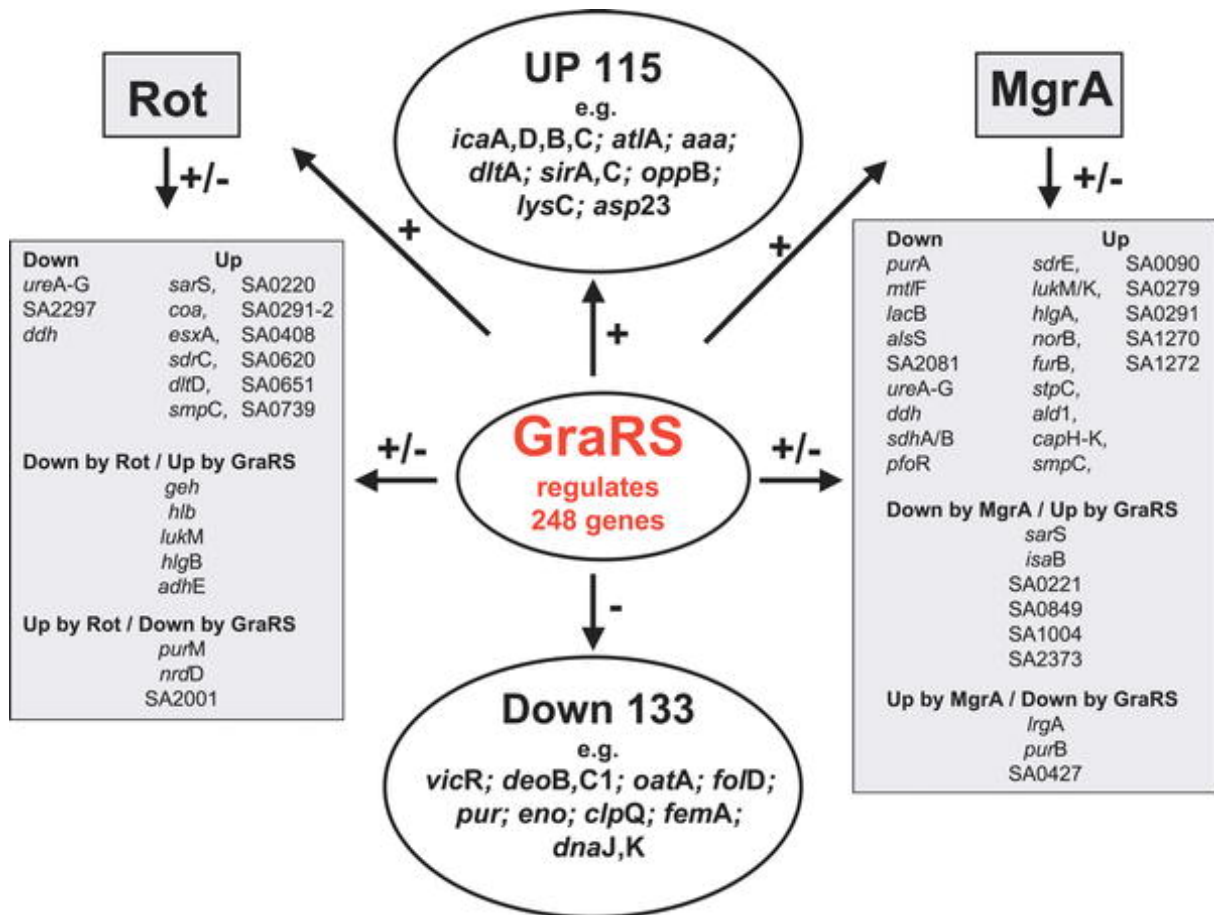 Rot
+/-
Down Up
ureA-G sarS, SA0220
SA2297 coa, SA0291-2
ddh esxA, SA0408
sdrC, SA0620
dltD, SA0651
smpC, SA0739
Down by Rot / Up by GraRS
geh
hlb
lukM
hlgB
adhE
Up by Rot / Down by GraRS
purM
nrdD
SA2001
UP 115
e.g.
icaA,D,B,C; atlA; aaa;
dltA; sirA,C; oppB;
lysC; asp23
+
+
+
GraRS
regulates
248 genes
+/-
+/-
-
Down 133
e.g.
vicR; deoB,C1; oatA; folD;
pur; eno; clpQ; femA;
dnaJ,K
MgrA
+/-
Down Up
purA sdrE, SA0090
mtlF lukM/K, SA0279
lacB hlgA, SA0291
alsS norB, SA1270
SA2081 furB, SA1272
ureA-G stpC,
ddh ald1,
sdhA/B capH-K,
pfoR smpC,
Down by MgrA / Up by GraRS
sarS
isaB
SA0221
SA0849
SA1004
SA2373
Up by MgrA / Down by GraRS
lrgA
purB
SA0427